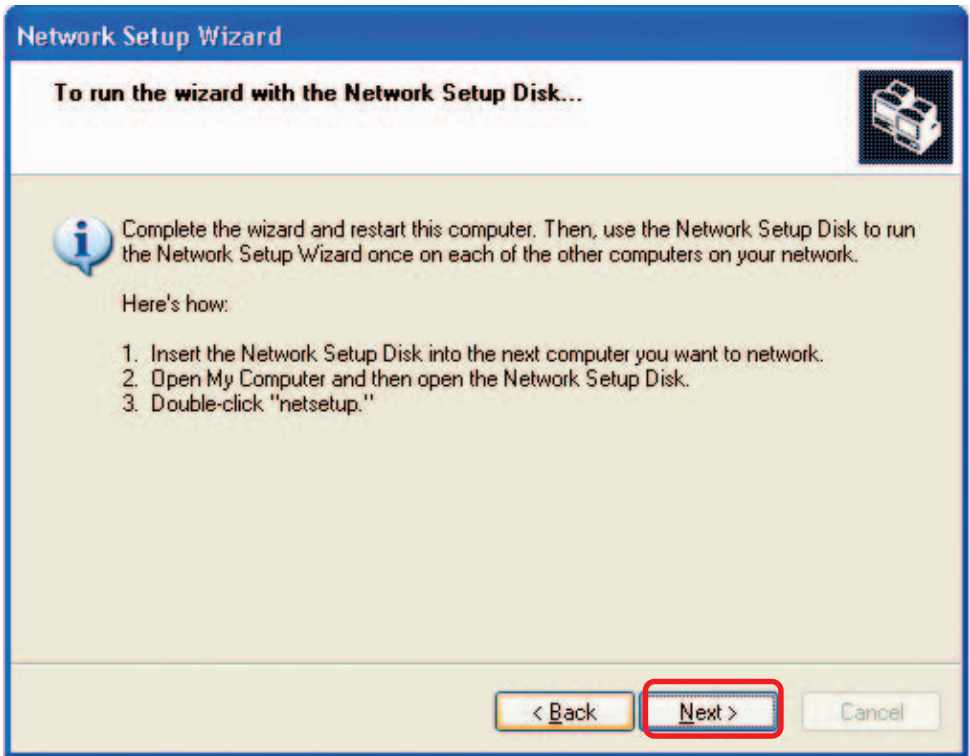 Network Setup Wizard
To run the wizard with the Network Setup Disk...
Complete the wizard and restart this computer. Then, use the Network Setup Disk to run
the Network Setup Wizard once on each of the other computers on your network.
Here's how:
1. Insert the Network Setup Disk into the next computer you want to network.
2. Open My Computer and then open the Network Setup Disk.
3. Double-click "netsetup."
< Back
Next >
Cancel